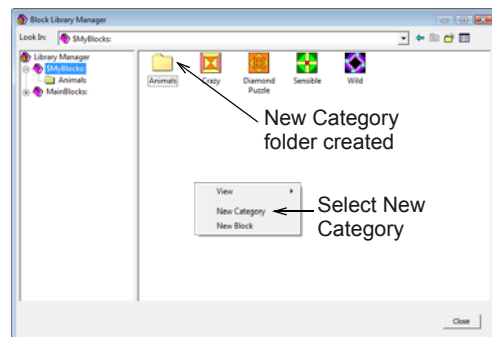 Block Library Manager
Look In:
$MyBlocks:
Library Manager
$MyBlocks:
Animals
MainBlocks:
Animals
Crazy
Diamond
Puzzle
Sensible
Wild
New Category
folder created
View
New Category
New Block
Select New
Category
Close